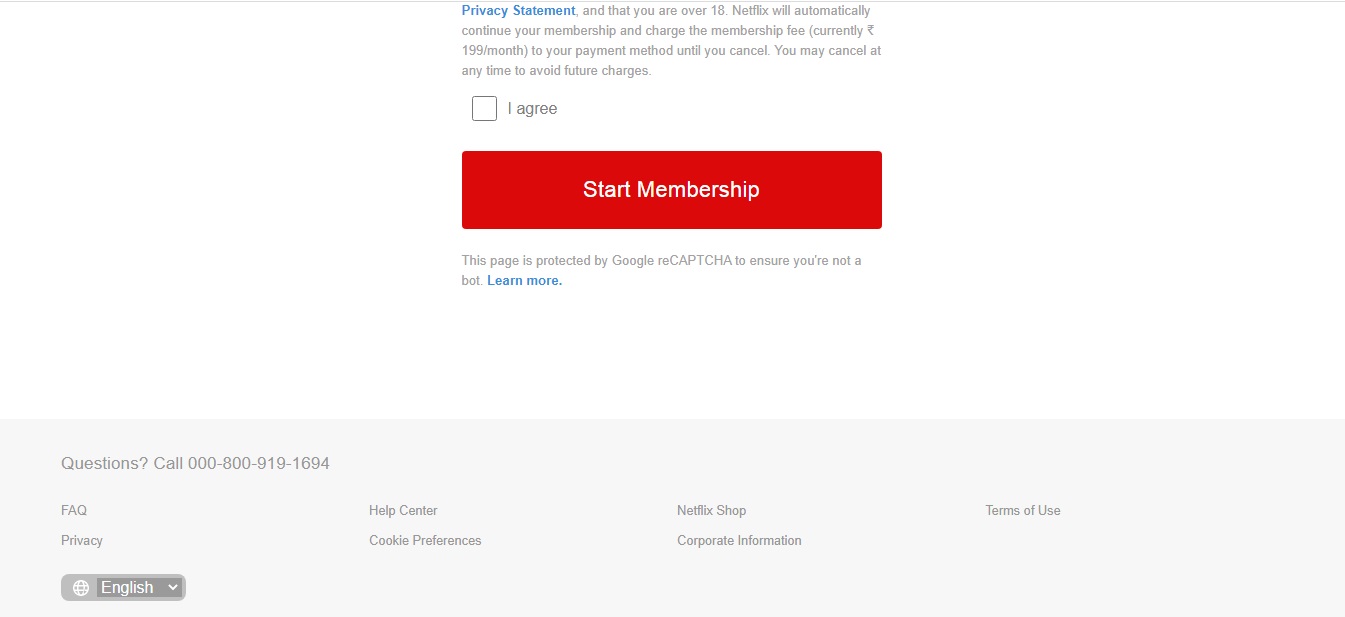 Privacy Statement, and that you are over 18. Netflix will automatically
continue your membership and charge the membership fee (currently ₹
199/month) to your payment method until you cancel. You may cancel at
any time to avoid future charges.
I agree
Start Membership
This page is protected by Google reCAPTCHA to ensure you're not a
bot. Learn more.
Questions? Call 000-800-919-1694
FAQ
Help Center
Netflix Shop
Terms of Use
Privacy
Cookie Preferences
Corporate Information
English